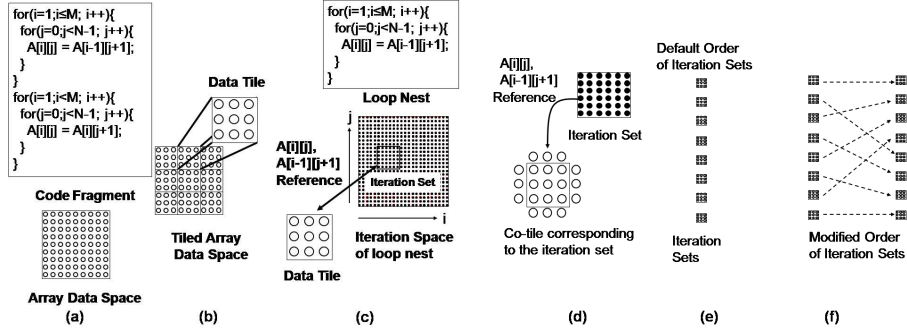 for(i=1;i≤M; i++){
for(j=0;j<N-1; j++){
A[i][j] = A[i-1][j+1];
}
}
for(i=1;i<M; i++){
for(j=0;j<N-1; j++){
A[i][j] = A[i][j+1];
}
}
Code Fragment
Array Data Space
(a)
Data Tile
Tiled Array
Data Space
(b)
for(i=1;i≤M; i++){
for(j=0;j<N-1; j++){
A[i][j] = A[i-1][j+1];
}
}
Loop Nest
j
A[i][j],
A[i-1][j+1]
Reference
Iteration Set
i
Data Tile
Iteration Space
of loop nest
(c)
A[i][j],
A[i-1][j+1]
Reference
Iteration Set
Co-tile corresponding
to the iteration set
(d)
Default Order
of Iteration Sets
Iteration
Sets
(e)
Modified Order
of Iteration Sets
(f)